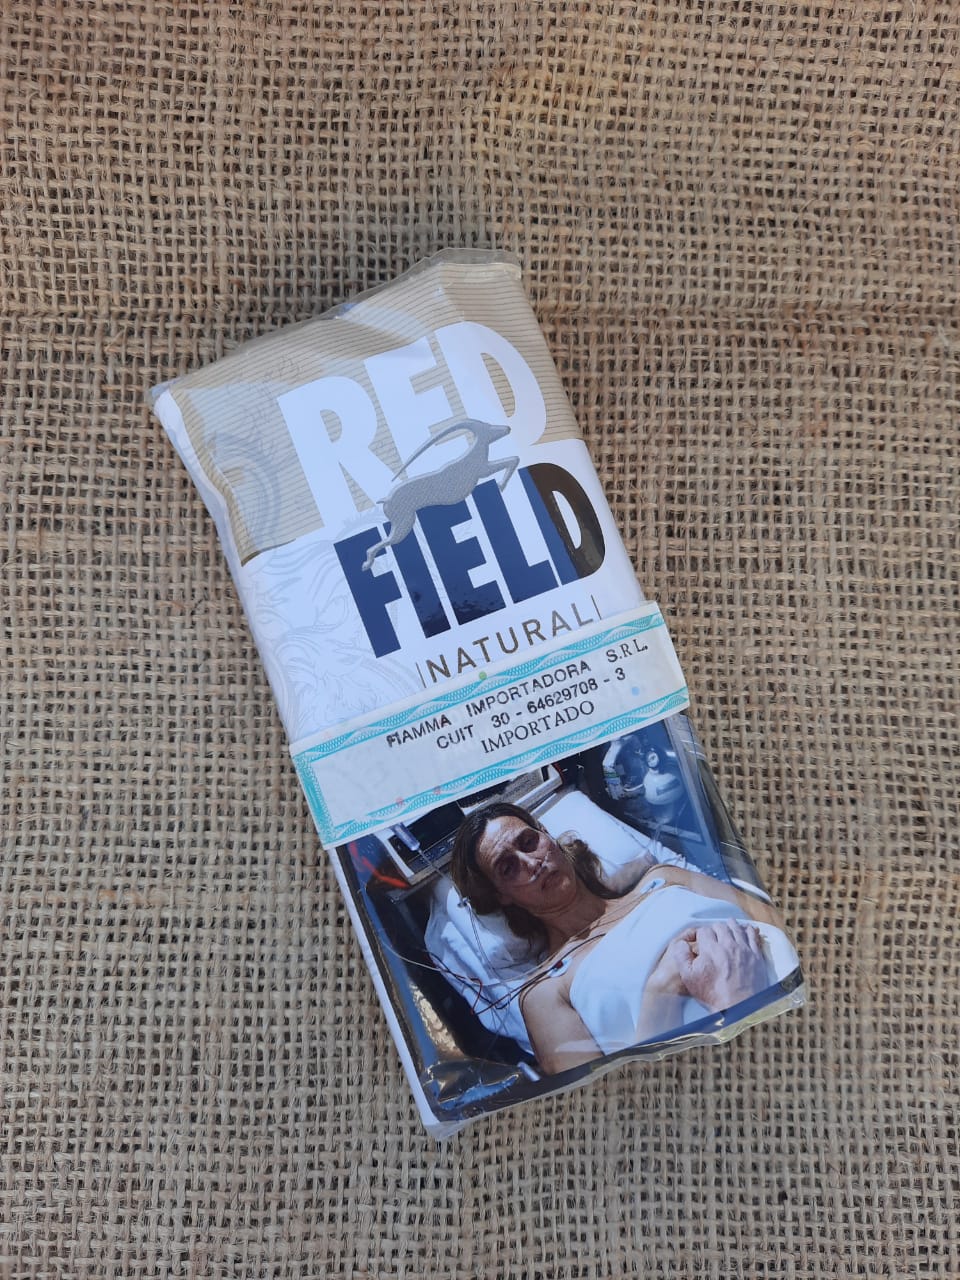 RED
FIELD
|NATURAL|
FIAMMA IMPORTADORA S.R.L.
CUIT 30 - 64629708 - 3
IMPORTADO